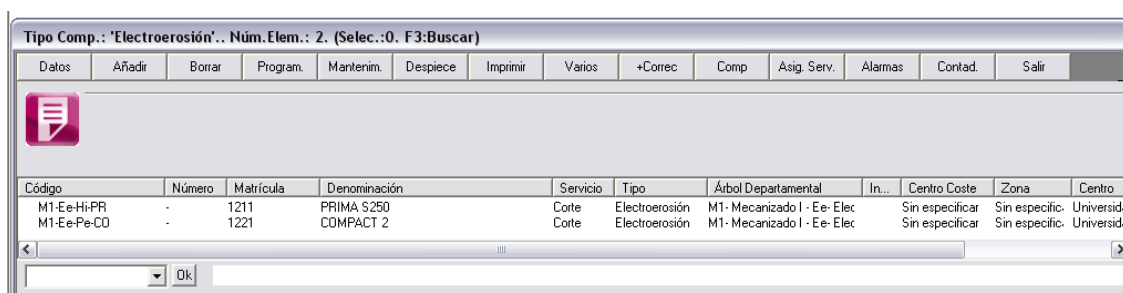 Tipo Comp.: 'Electroerosión'.. Núm.Elem.: 2. (Selec.:0. F3:Buscar)
Datos Añadir Borrar Program. Mantenim. Despiece Imprimir Varios +Correc Comp Asig. Serv. Alarmas Contad. Salir
Código Número Matrícula Denominación Servicio Tipo Árbol Departamental In... Centro Coste Zona Centro
M1-Ee-Hi-PR - 1211 PRIMA S250 Corte Electroerosión M1- Mecanizado I - Ee- Elec Sin especificar Sin especific. Universid
M1-Ee-Pe-CO - 1221 COMPACT 2 Corte Electroerosión M1- Mecanizado I - Ee- Elec Sin especificar Sin especific. Universid
Ok